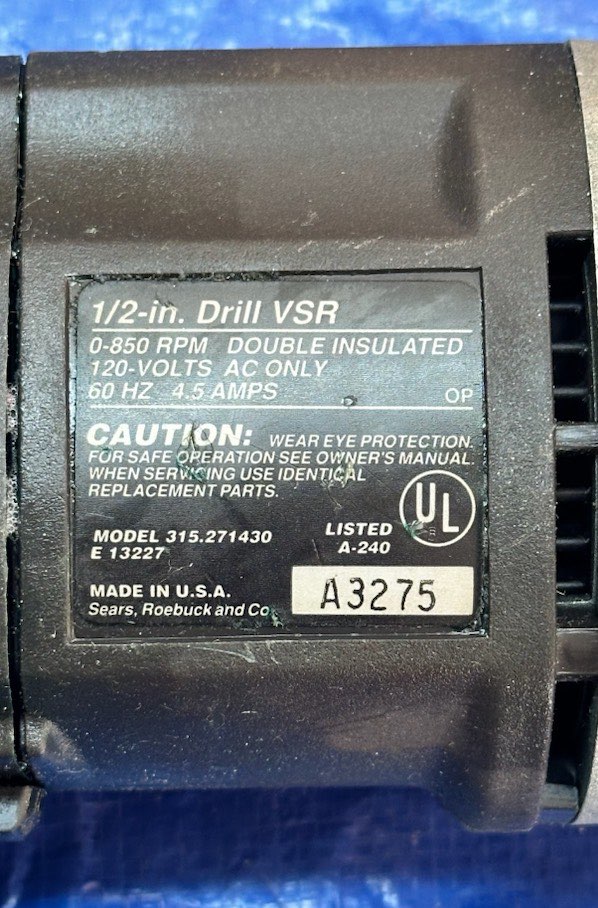 1/2-in. Drill VSR
0-850 RPM DOUBLE INSULATED
120-VOLTS AC ONLY
60 HZ 4.5 AMPS OP
CAUTION: WEAR EYE PROTECTION.
FOR SAFE OPERATION SEE OWNER'S MANUAL.
WHEN SERVICING USE IDENTICAL
REPLACEMENT PARTS.
UL
MODEL 315.271430 LISTED
E 13227 A-240
MADE IN U.S.A. A3275
Sears, Roebuck and Co